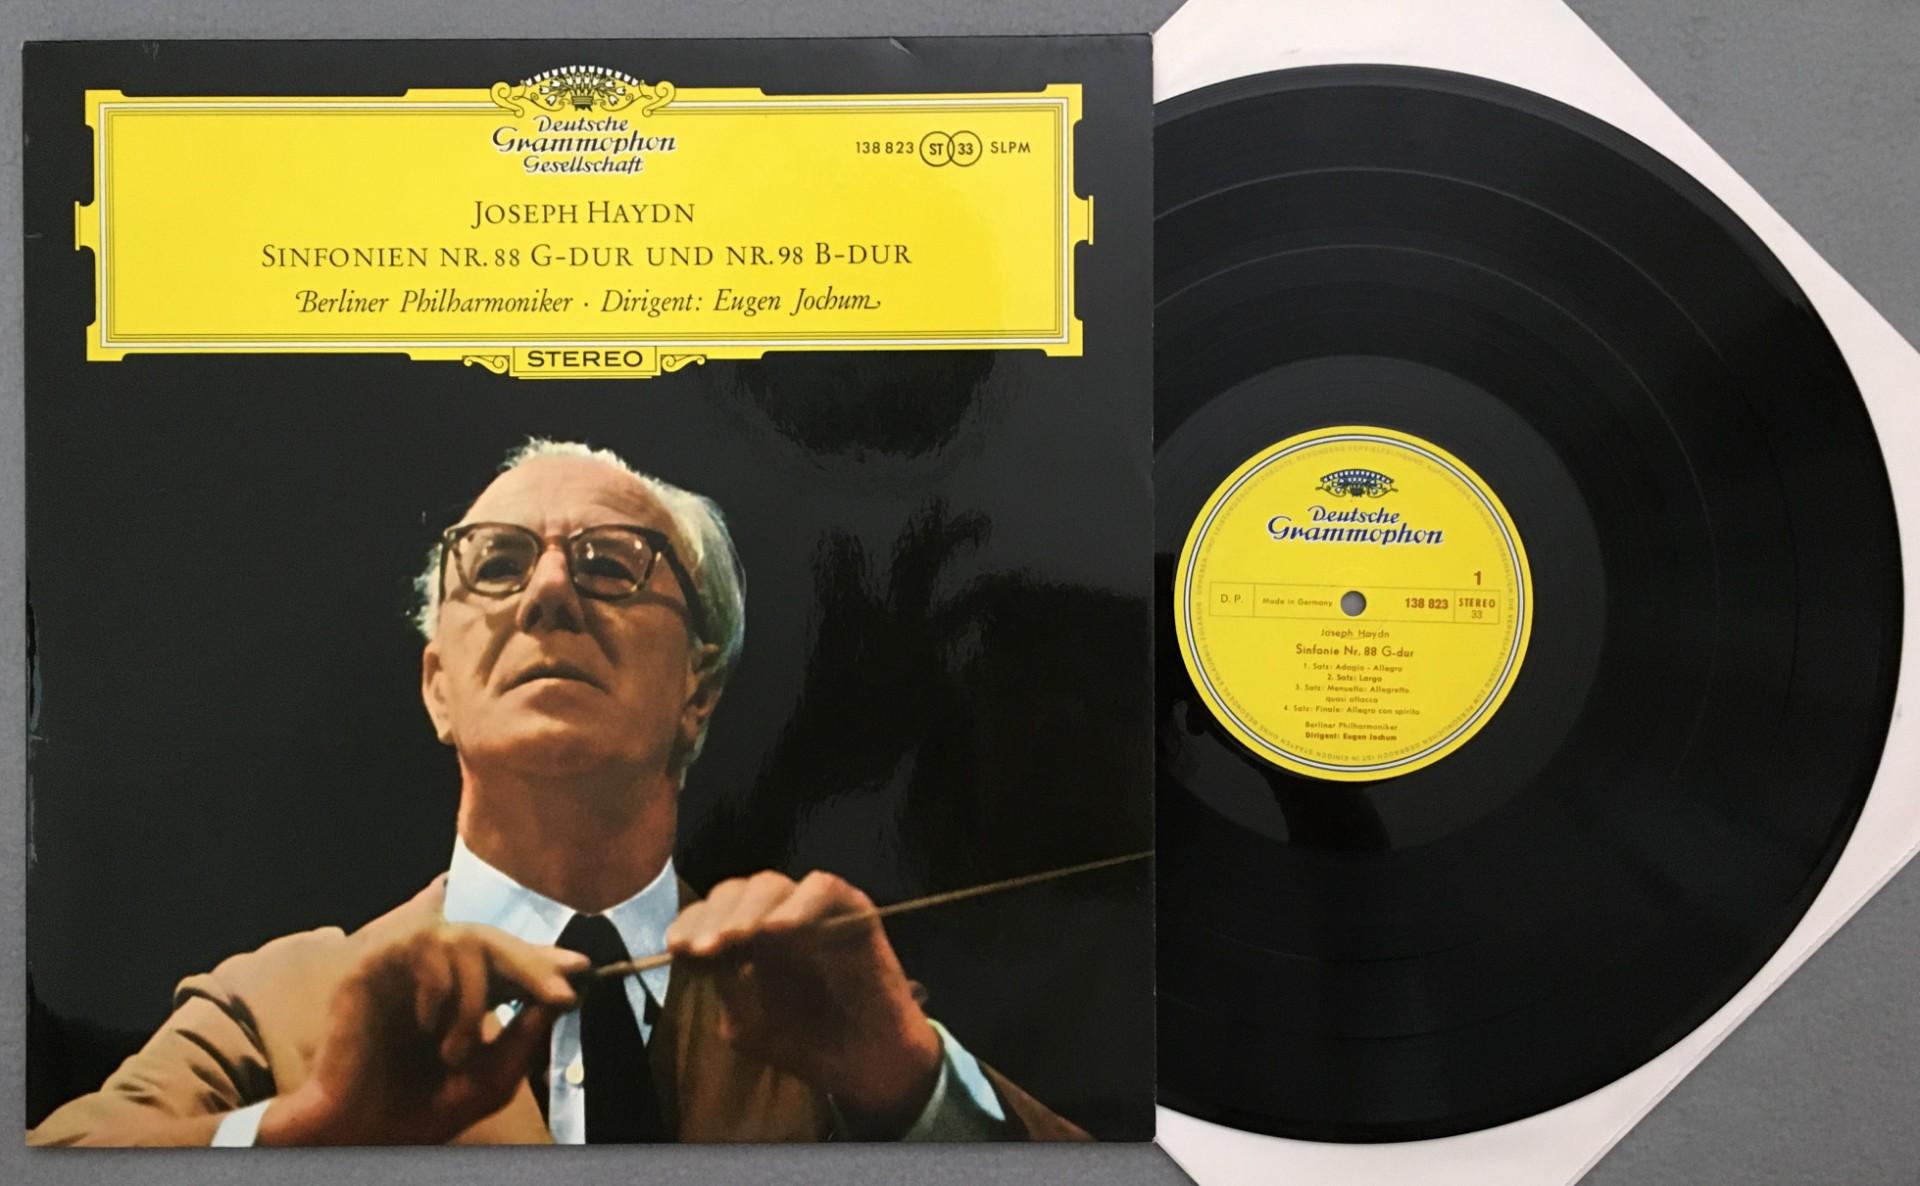 Deutsche
Grammophon
Gesellschaft
138 823 ST 33 SLPM
JOSEPH HAYDN
SINFONIEN NR. 88 G-DUR UND NR. 98 B-DUR
Berliner Philharmoniker · Dirigent: Eugen Jochum
STEREO
Deutsche
Grammophon
1
D. P. Made in Germany 138 823 STEREO
33
Joseph Haydn
Sinfonie Nr. 88 G-dur
1. Satz: Adagio - Allegro
2. Satz: Largo
3. Satz: Menuetto: Allegretto
quasi attacca
4. Satz: Finale: Allegro con spirito
Berliner Philharmoniker
Dirigent: Eugen Jochum